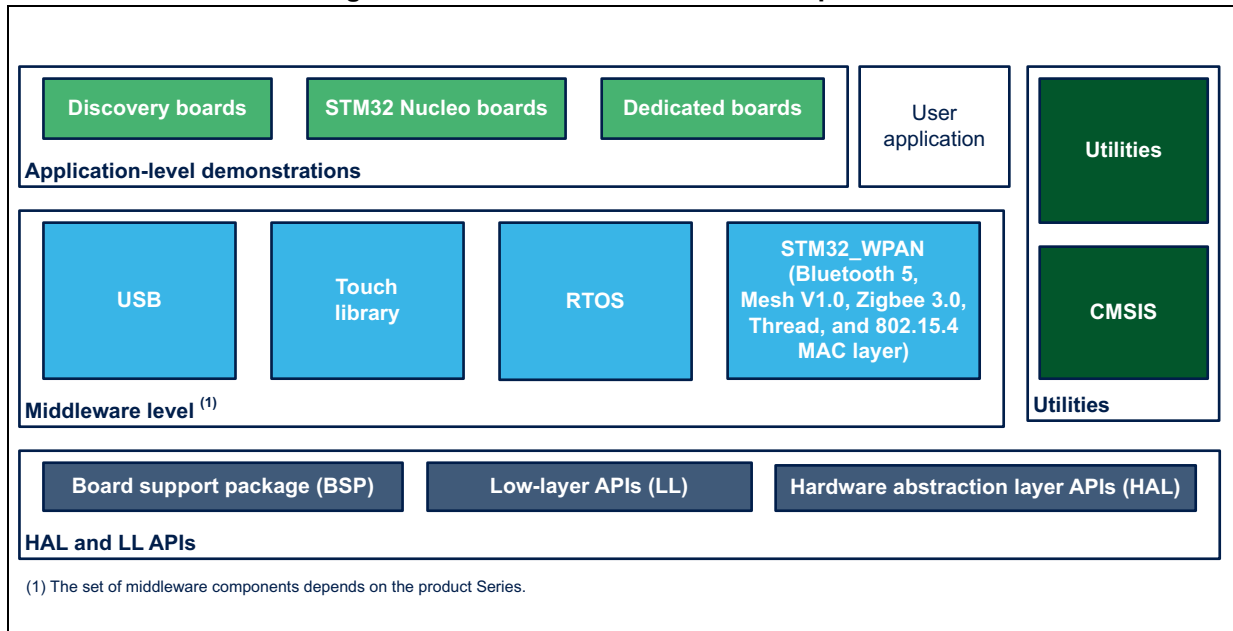 Discovery boards
STM32 Nucleo boards
Dedicated boards
Application-level demonstrations
User
application
Utilities
USB
Touch
library
RTOS
STM32_WPAN
(Bluetooth 5,
Mesh V1.0, Zigbee 3.0,
Thread, and 802.15.4
MAC layer)
Middleware level (1)
CMSIS
Utilities
Board support package (BSP)
Low-layer APIs (LL)
Hardware abstraction layer APIs (HAL)
HAL and LL APIs
(1) The set of middleware components depends on the product Series.